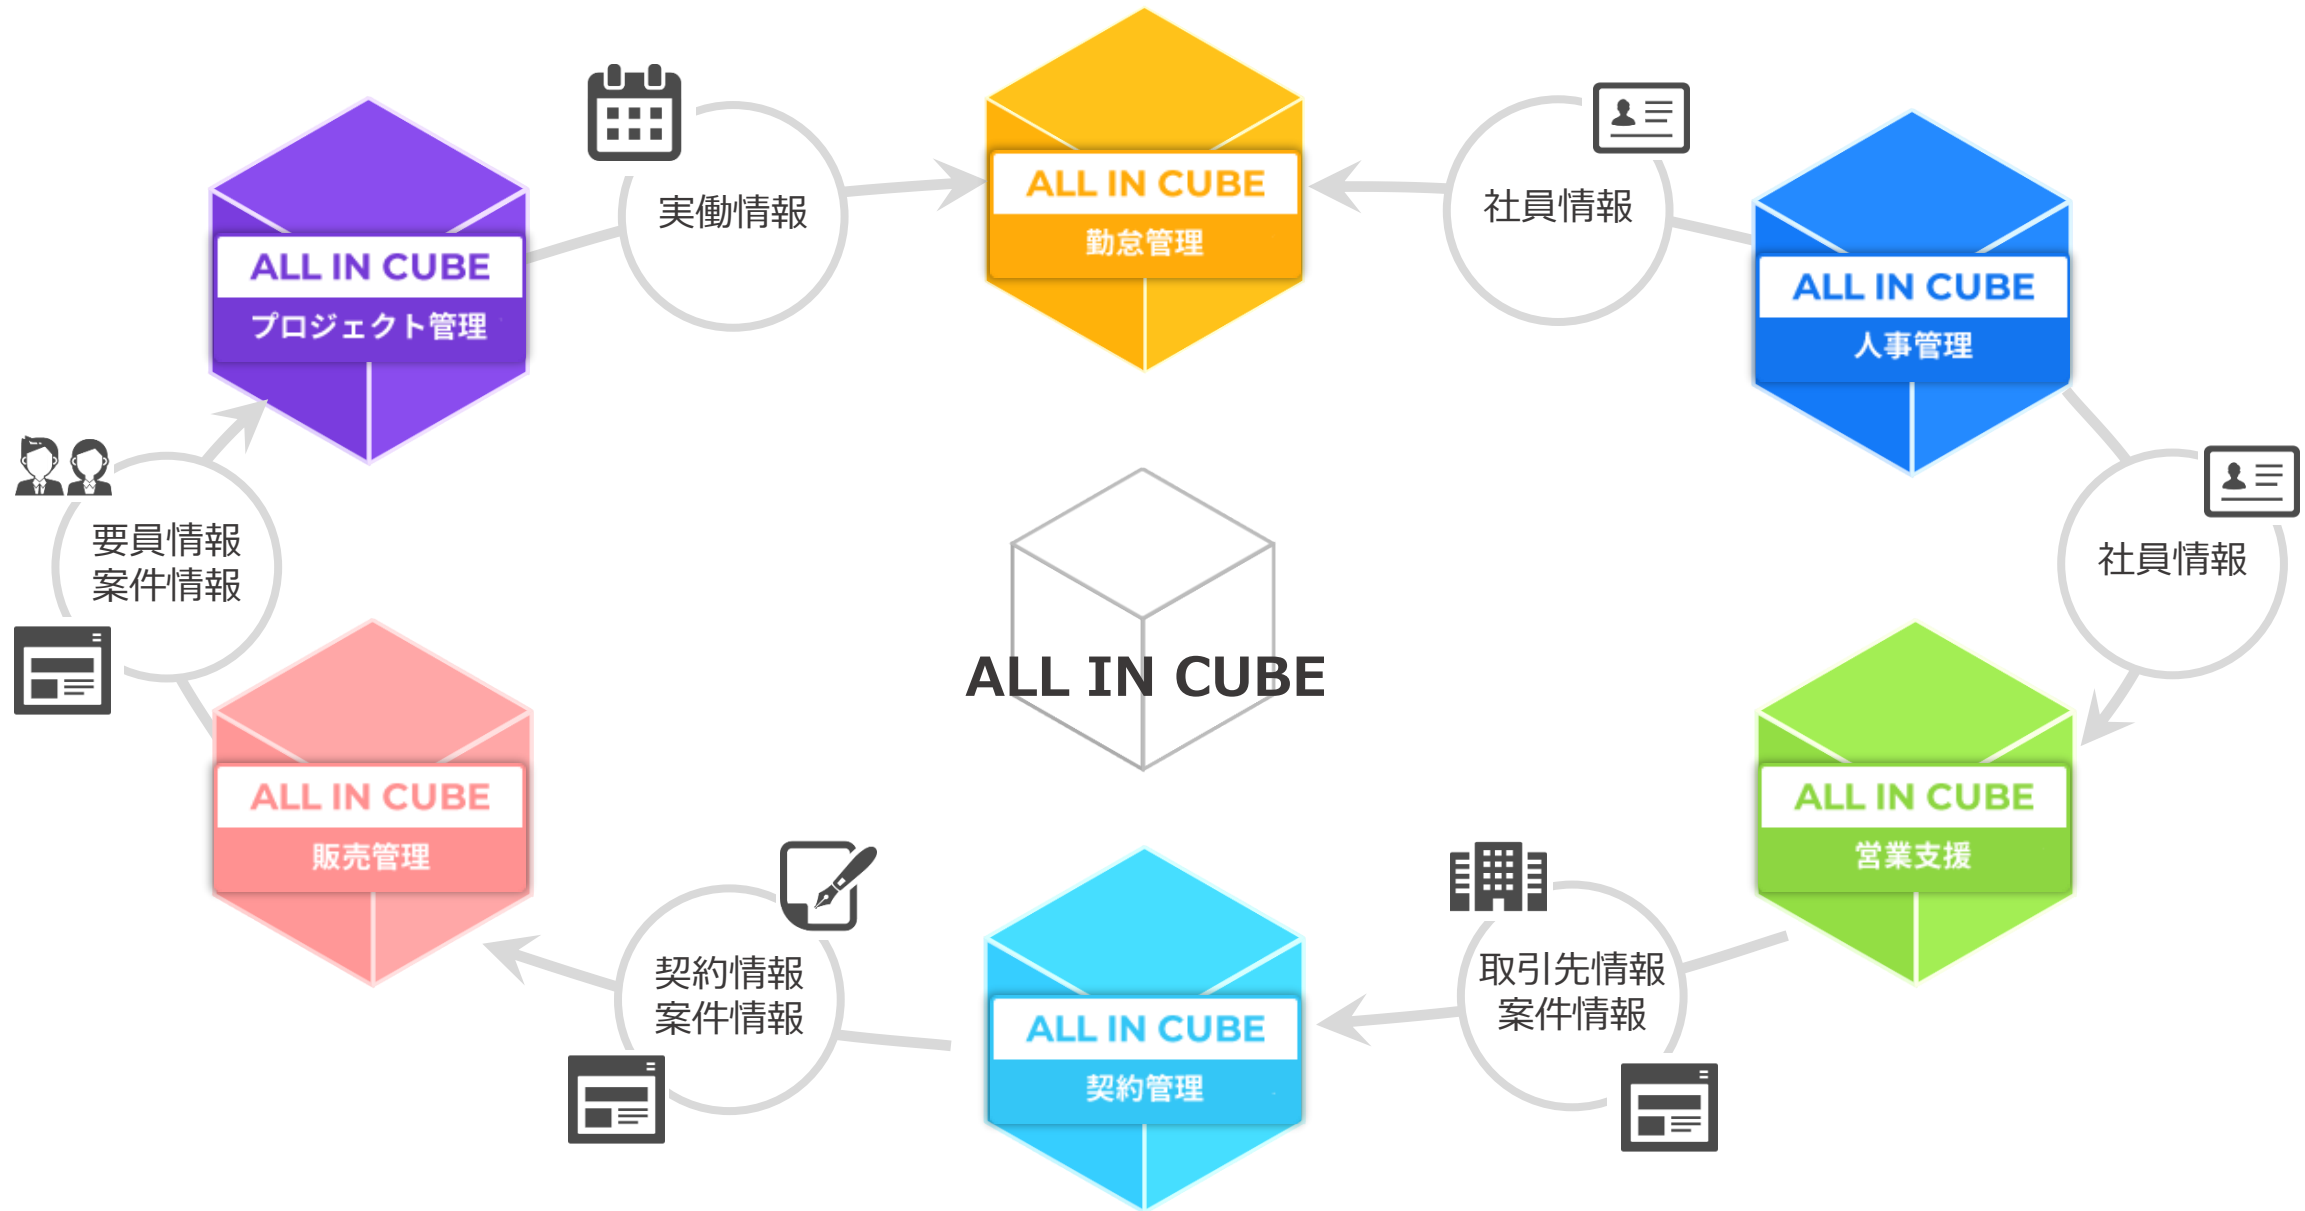 ALL IN CUBE
勤怠管理
実働情報
社員情報
ALL IN CUBE
プロジェクト管理
ALL IN CUBE
人事管理
要員情報
案件情報
社員情報
ALL IN CUBE
ALL IN CUBE
販売管理
ALL IN CUBE
営業支援
契約情報
案件情報
取引先情報
案件情報
ALL IN CUBE
契約管理